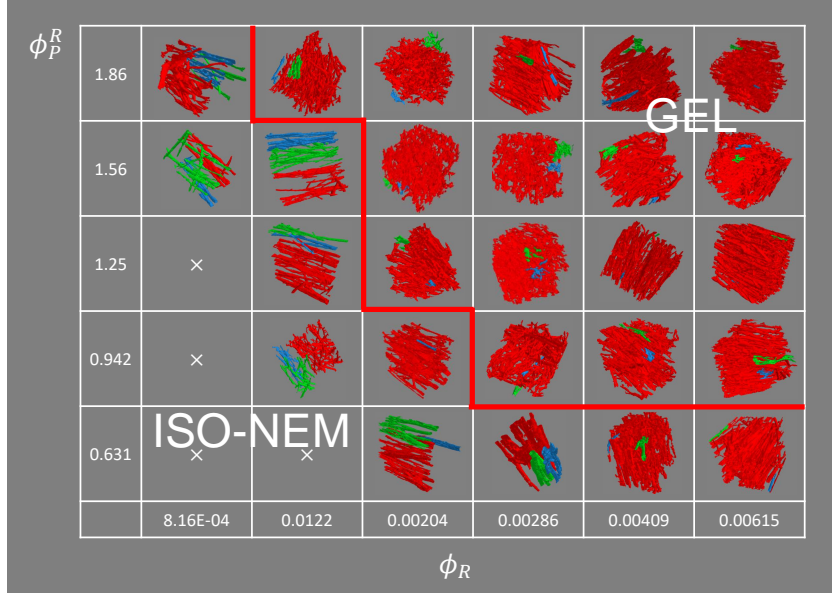 ϕ_P^R
1.86
GEL
1.56
1.25 ×
0.942 ×
ISO-NEM
0.631 × ×
8.16E-04 0.0122 0.00204 0.00286 0.00409 0.00615
ϕ_R